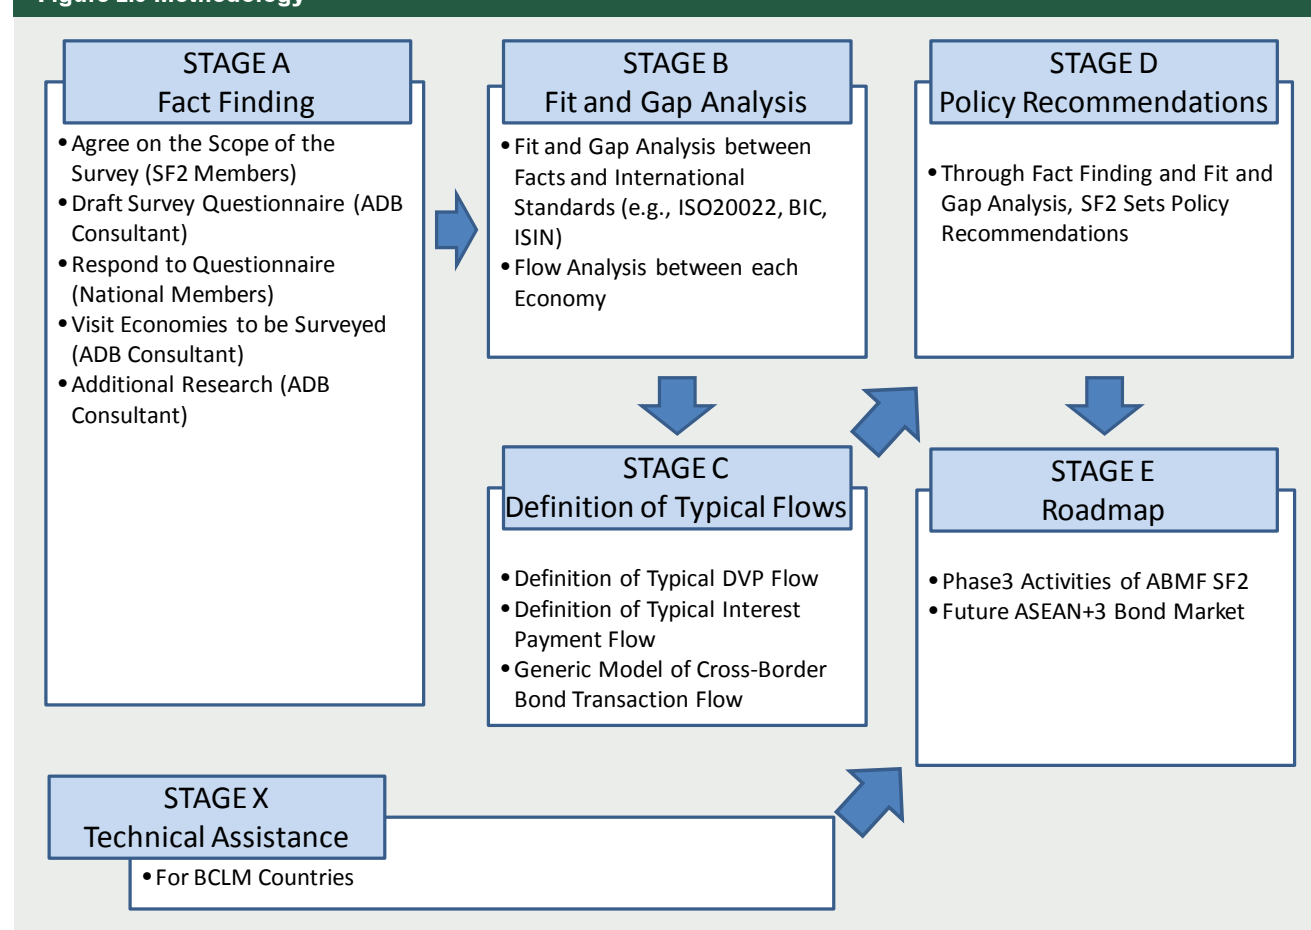 STAGE A
Fact Finding
• Agree on the Scope of the
Survey (SF2 Members)
• Draft Survey Questionnaire (ADB
Consultant)
• Respond to Questionnaire
(National Members)
• Visit Economies to be Surveyed
(ADB Consultant)
• Additional Research (ADB
Consultant)
STAGE B
Fit and Gap Analysis
• Fit and Gap Analysis between
Facts and International
Standards (e.g., ISO20022, BIC,
ISIN)
• Flow Analysis between each
Economy
STAGE C
Definition of Typical Flows
• Definition of Typical DVP Flow
• Definition of Typical Interest
Payment Flow
• Generic Model of Cross-Border
Bond Transaction Flow
STAGE D
Policy Recommendations
• Through Fact Finding and Fit and
Gap Analysis, SF2 Sets Policy
Recommendations
STAGE E
Roadmap
• Phase3 Activities of ABMF SF2
• Future ASEAN+3 Bond Market
STAGE X
Technical Assistance
• For BCLM Countries